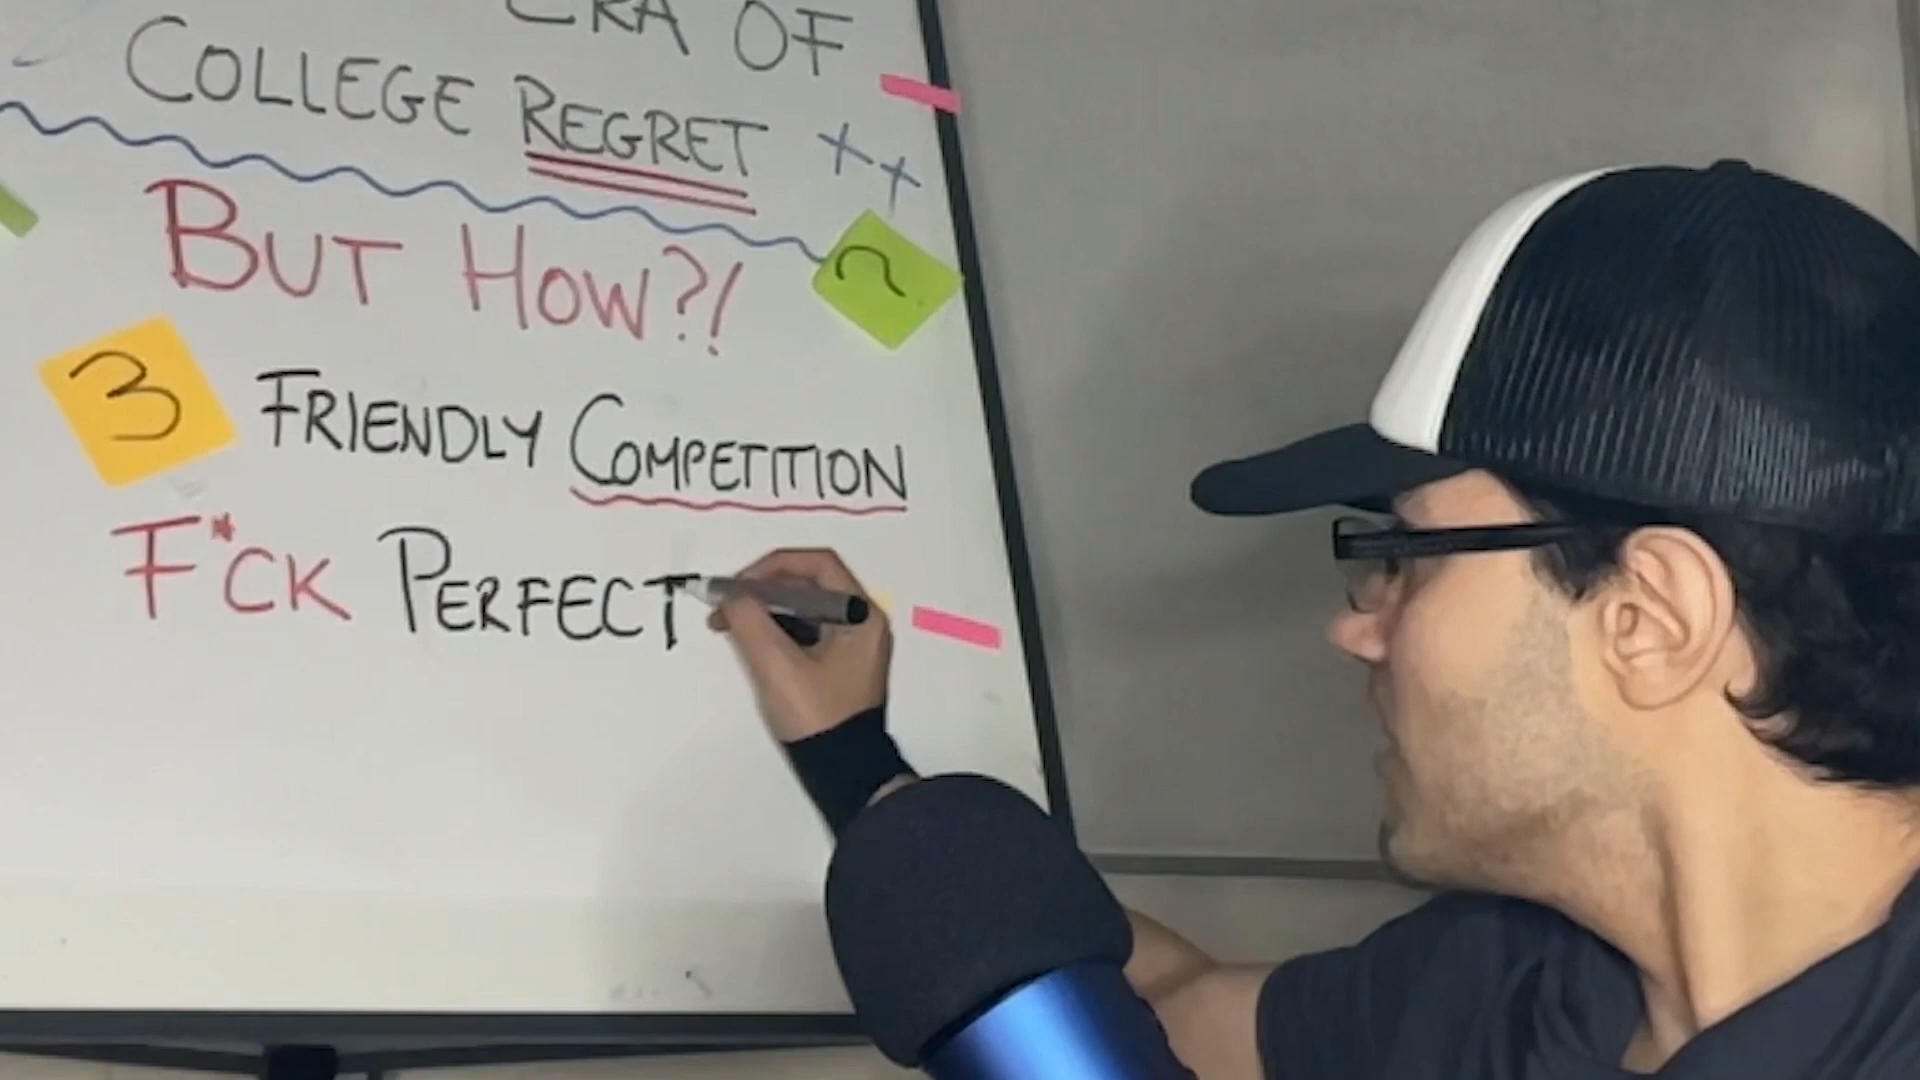 ERA OF
COLLEGE REGRET ++
BUT HOW?!
3 FRIENDLY COMPETITION
F*CK PERFECT